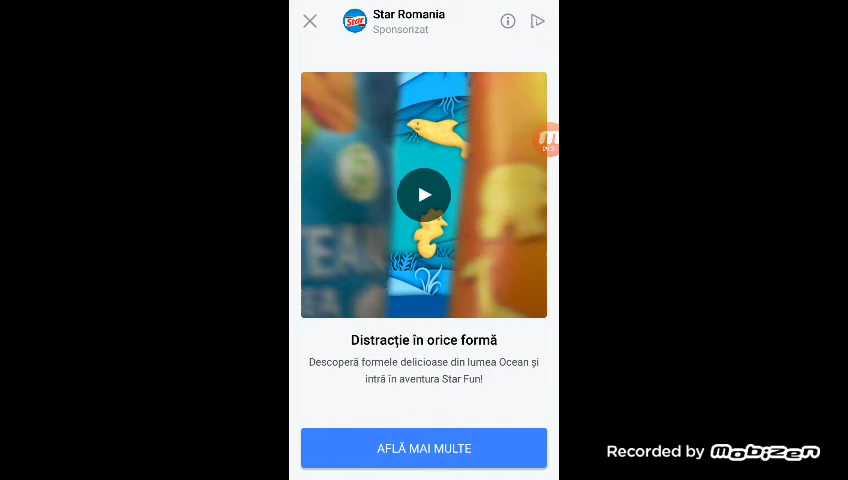 Star Romania
Star
Sponsorizat
Distracție în orice formă
Descoperă formele delicioase din lumea Ocean și
intră în aventura Star Fun!
AFLĂ MAI MULTE
Recorded by mobizen